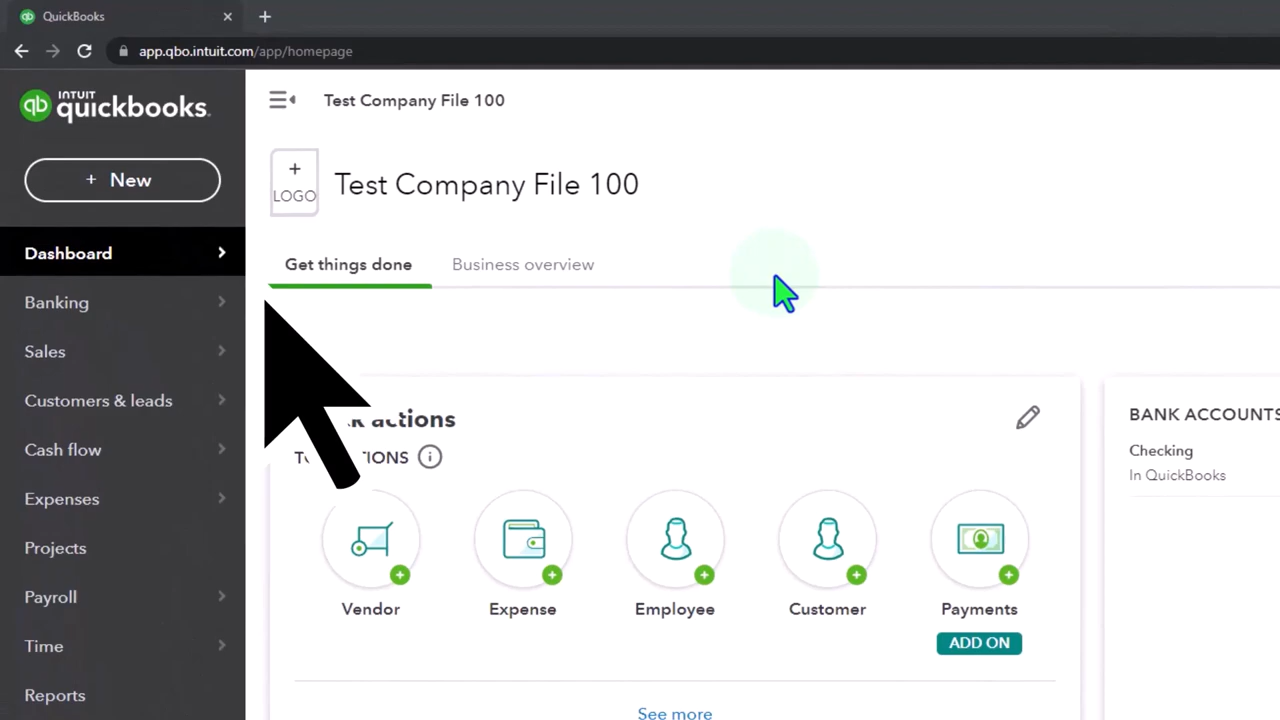 QuickBooks
app.qbo.intuit.com/app/homepage
INTUIT
quickbooks.
Test Company File 100
+ New
+
LOGO
Test Company File 100
Dashboard
Get things done
Business overview
Banking
Sales
Customers & leads
actions
BANK ACCOUNTS
Cash flow
Checking
In QuickBooks
Expenses
Projects
Payroll
Vendor
Expense
Employee
Customer
Payments
ADD ON
Time
Reports
See more